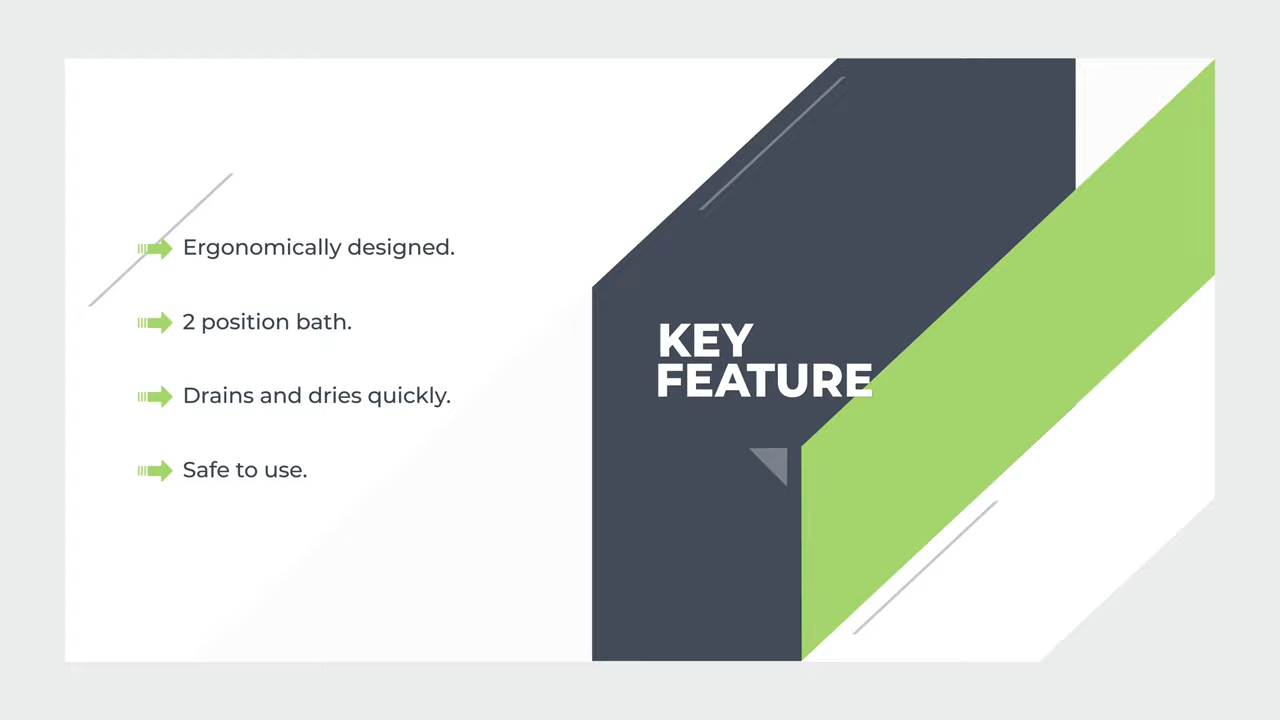 Ergonomically designed.
2 position bath.
Drains and dries quickly.
Safe to use.
KEY
FEATURE